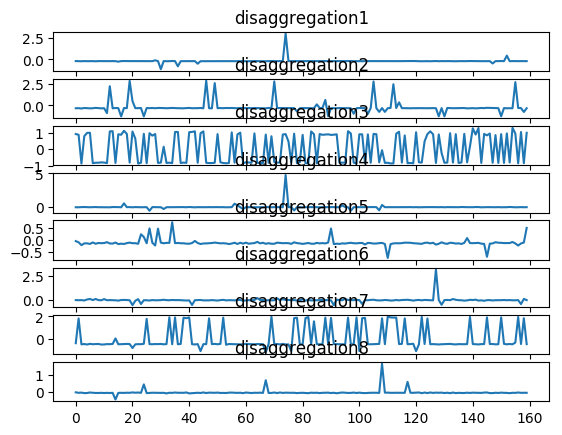 disaggregation1
2.5
0.0
disaggregation2
2.5
0.0
disaggregation3
1
0
−1
disaggregation4
5
0
disaggregation5
0.5
0.0
−0.5
disaggregation6
2.5
0.0
disaggregation7
2
0
disaggregation8
1
0
0 20 40 60 80 100 120 140 160